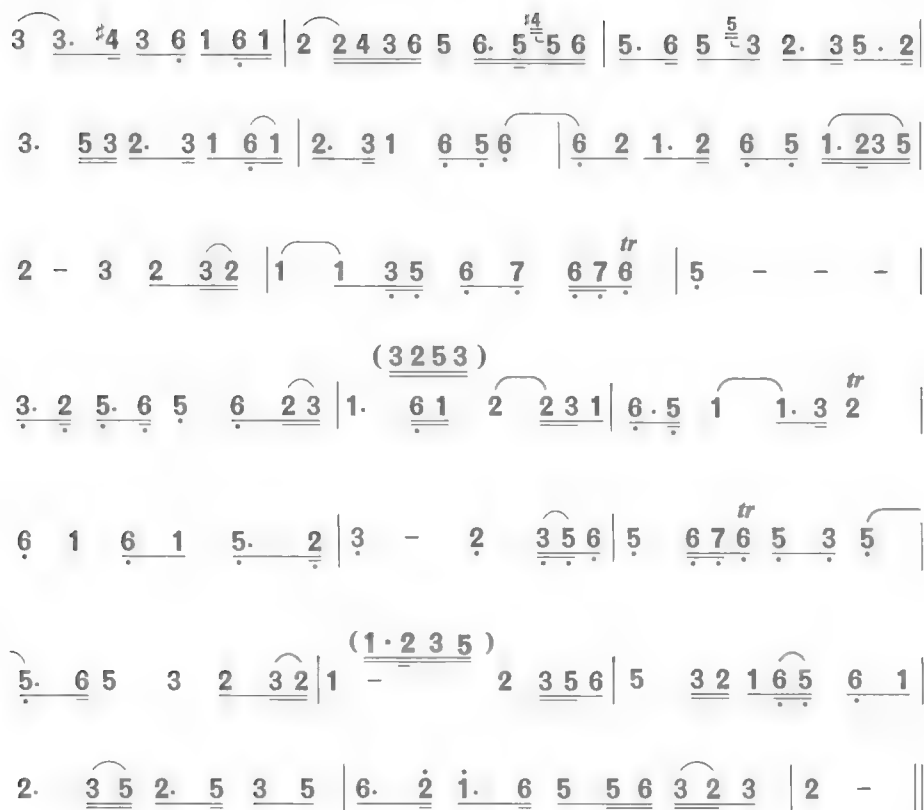 3 3. #4 3 6 1 6 1 | 2 2 4 3 6 5 6. 5 #4 5 6 | 5. 6 5 5 3 2. 3 5 . 2 |
3. 5 3 2. 3 1 6 1 | 2. 3 1 6 5 6 | 6 2 1. 2 6 5 1. 2 3 5 |
2 - 3 2 3 2 | 1 1 3 5 6 7 6 7 6 tr | 5 - - - |
(3 2 5 3)
3. 2 5. 6 5 6 2 3 | 1. 6 1 2 2 3 1 | 6 . 5 1 1. 3 2 tr |
6 1 6 1 5. 2 | 3 - 2 3 5 6 | 5 6 7 6 tr 5 3 5 |
(1 · 2 3 5)
5. 6 5 3 2 3 2 | 1 - 2 3 5 6 | 5 3 2 1 6 5 6 1 |
2. 3 5 2. 5 3 5 | 6. 2̇ 1̇. 6 5 5 6 3 2 3 | 2 - ||